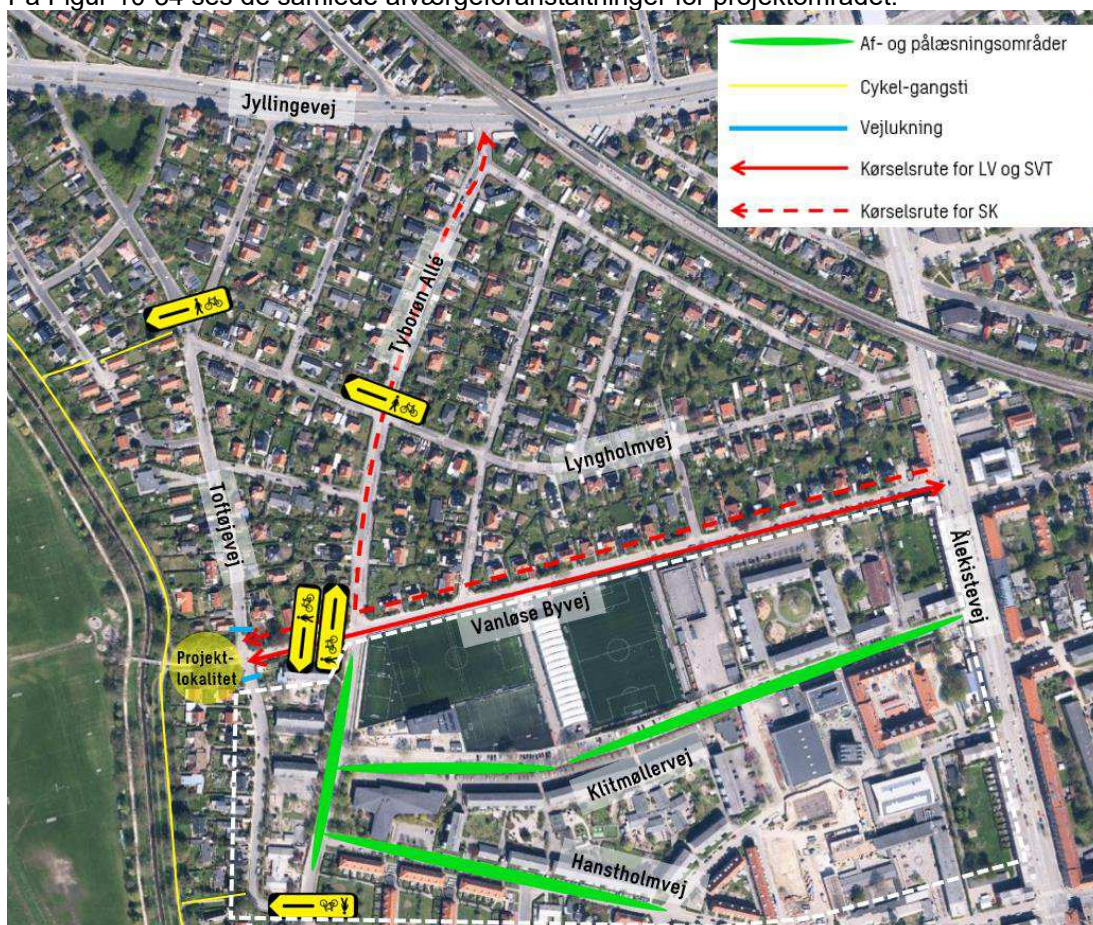 På Figur 10-84 ses de samlede afværgeforanstaltninger for projektområdet.
Af- og pålæsningsområder
Cykel-gangsti
Vejlukning
Kørselsrute for LV og SVT
Kørselsrute for SK
Jyllingevej
Tyborøn Allé
Lyngholmvej
Toftøjevej
Ålekistevej
Vanløse Byvej
Projekt-
lokalitet
Klitmøllervej
Hanstholmvej